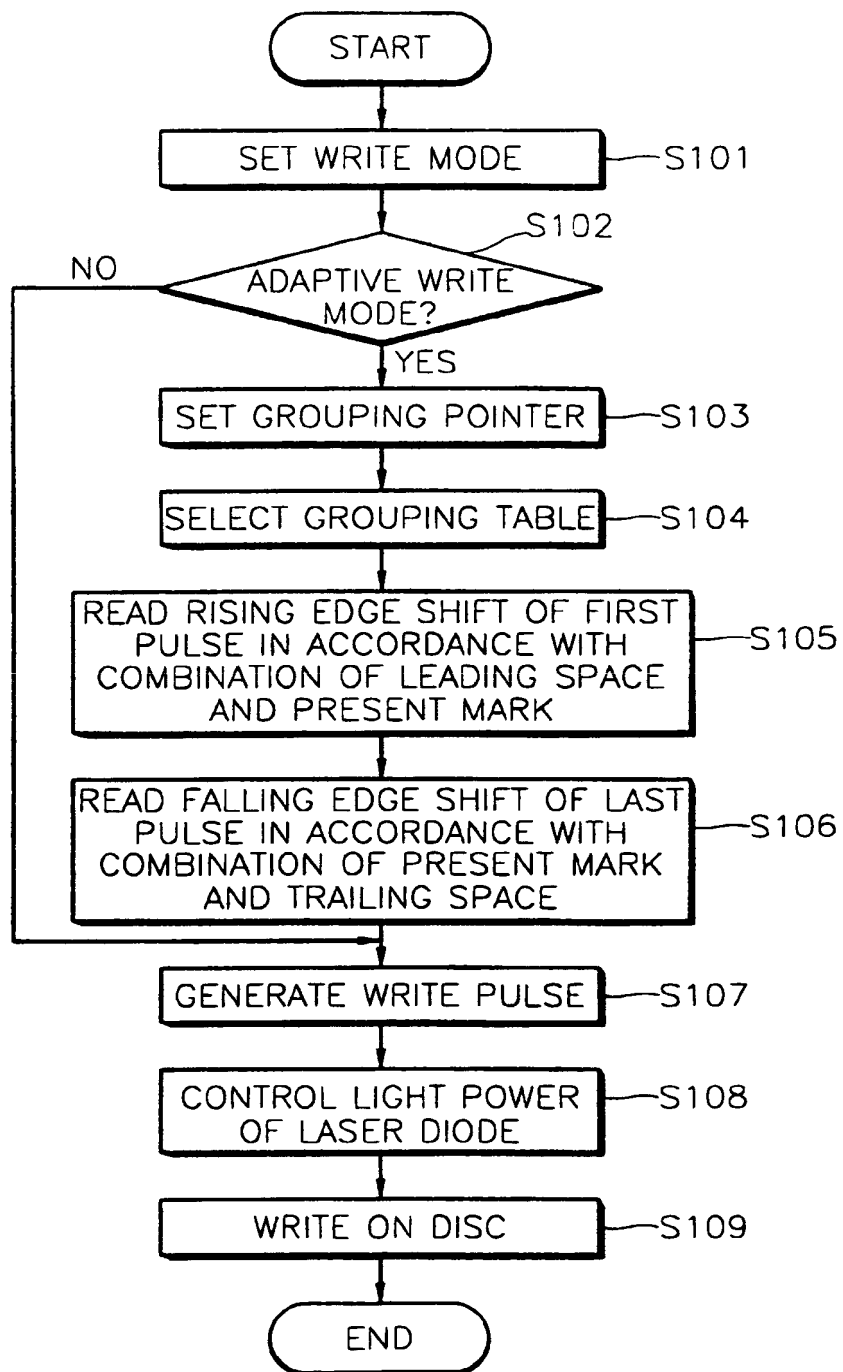 START
SET WRITE MODE
S101
S102
NO
ADAPTIVE WRITE
MODE?
YES
SET GROUPING POINTER
S103
SELECT GROUPING TABLE
S104
READ RISING EDGE SHIFT OF FIRST
PULSE IN ACCORDANCE WITH
COMBINATION OF LEADING SPACE
AND PRESENT MARK
S105
READ FALLING EDGE SHIFT OF LAST
PULSE IN ACCORDANCE WITH
COMBINATION OF PRESENT MARK
AND TRAILING SPACE
S106
GENERATE WRITE PULSE
S107
CONTROL LIGHT POWER
OF LASER DIODE
S108
WRITE ON DISC
S109
END